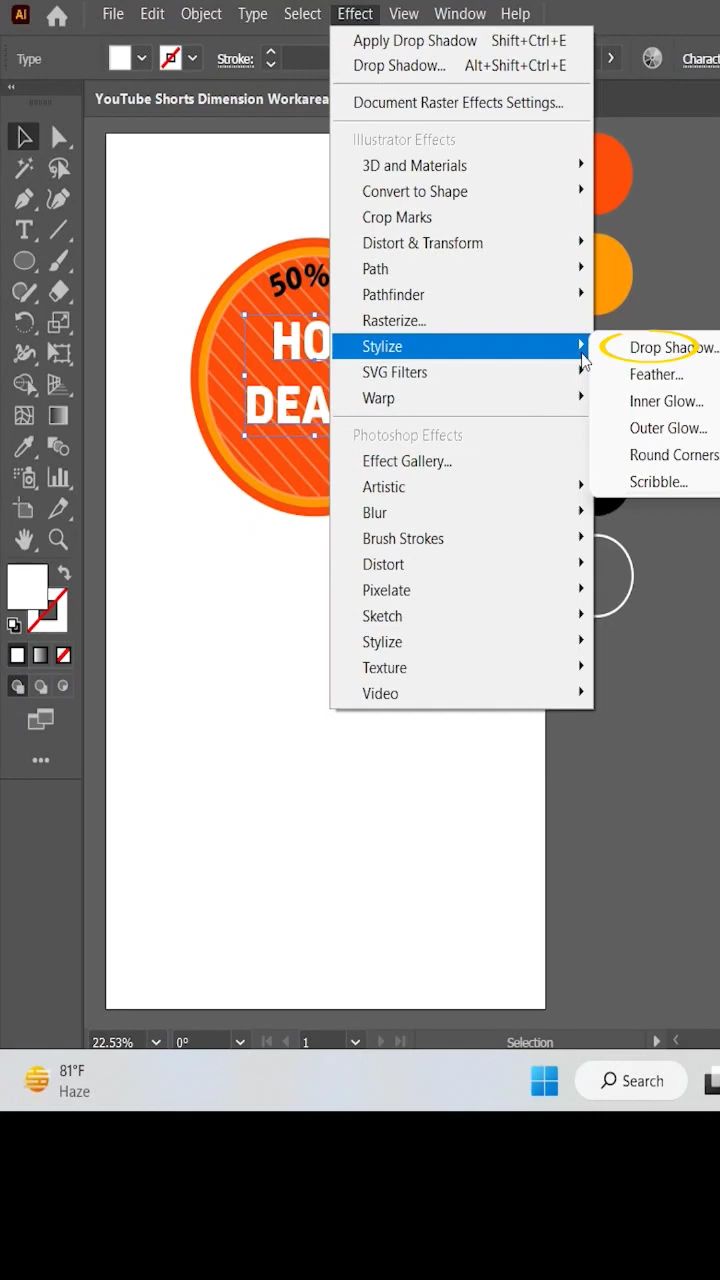 Ai File Edit Object Type Select Effect View Window Help
Type Stroke: Charact
YouTube Shorts Dimension Workarea
Apply Drop Shadow Shift+Ctrl+E
Drop Shadow... Alt+Shift+Ctrl+E
Document Raster Effects Settings...
Illustrator Effects
3D and Materials
Convert to Shape
Crop Marks
Distort & Transform
Path
Pathfinder
Rasterize...
Stylize
SVG Filters
Warp
Photoshop Effects
Effect Gallery...
Artistic
Blur
Brush Strokes
Distort
Pixelate
Sketch
Stylize
Texture
Video
Drop Shadow...
Feather...
Inner Glow...
Outer Glow...
Round Corners
Scribble...
50%
HO
DEA
22.53% 0° 1 Selection
81°F
Haze
Search